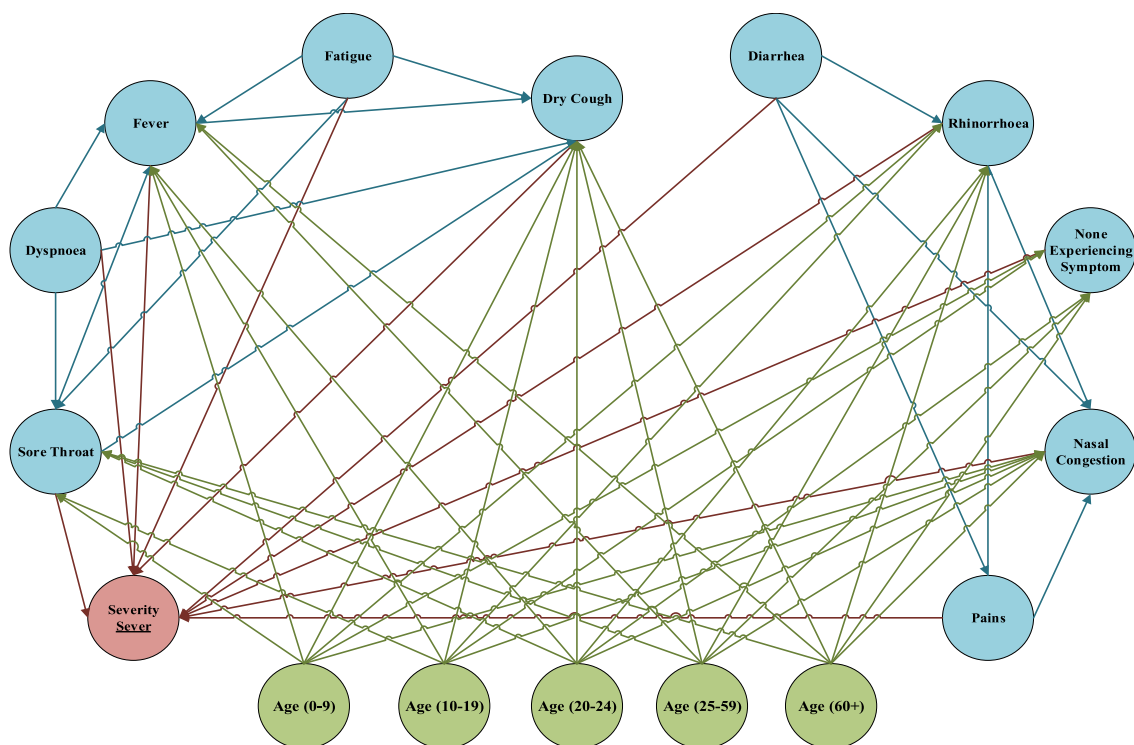 Fatigue
Diarrhea
Dry Cough
Fever
Rhinorrhoea
Dyspnoea
None
Experiencing
Symptom
Sore Throat
Nasal
Congestion
Severity
Sever
Pains
Age (0-9)
Age (10-19)
Age (20-24)
Age (25-59)
Age (60+)